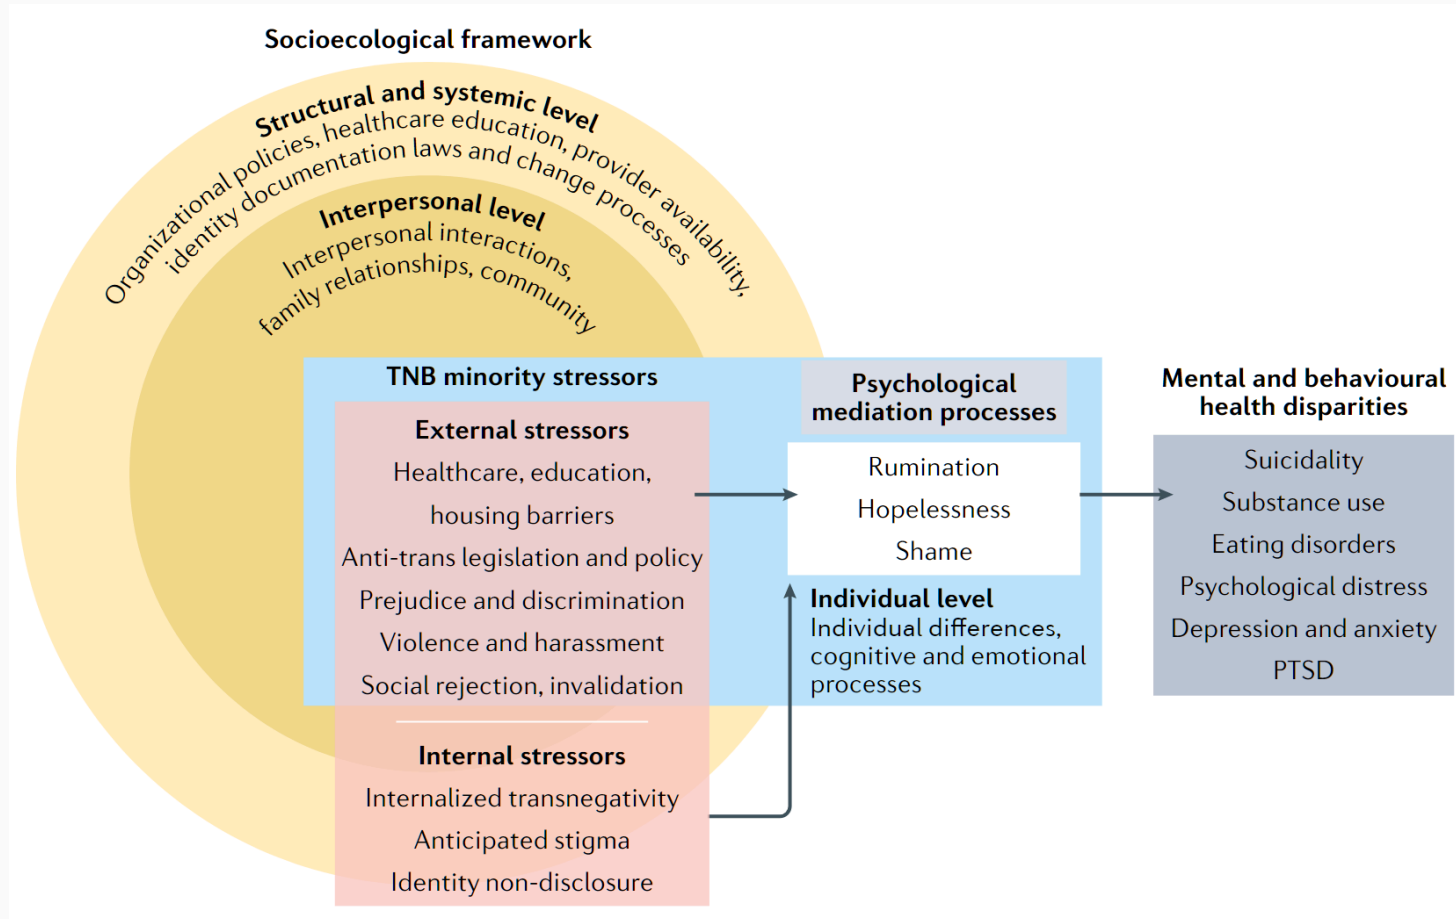 Socioecological framework
Structural and systemic level
Organizational policies, healthcare education, provider availability,
identity documentation laws and change processes
Interpersonal level
Interpersonal interactions,
family relationships, community
TNB minority stressors
External stressors
Healthcare, education,
housing barriers
Anti-trans legislation and policy
Prejudice and discrimination
Violence and harassment
Social rejection, invalidation
Internal stressors
Internalized transnegativity
Anticipated stigma
Identity non-disclosure
Psychological
mediation processes
Rumination
Hopelessness
Shame
Individual level
Individual differences,
cognitive and emotional
processes
Mental and behavioural
health disparities
Suicidality
Substance use
Eating disorders
Psychological distress
Depression and anxiety
PTSD